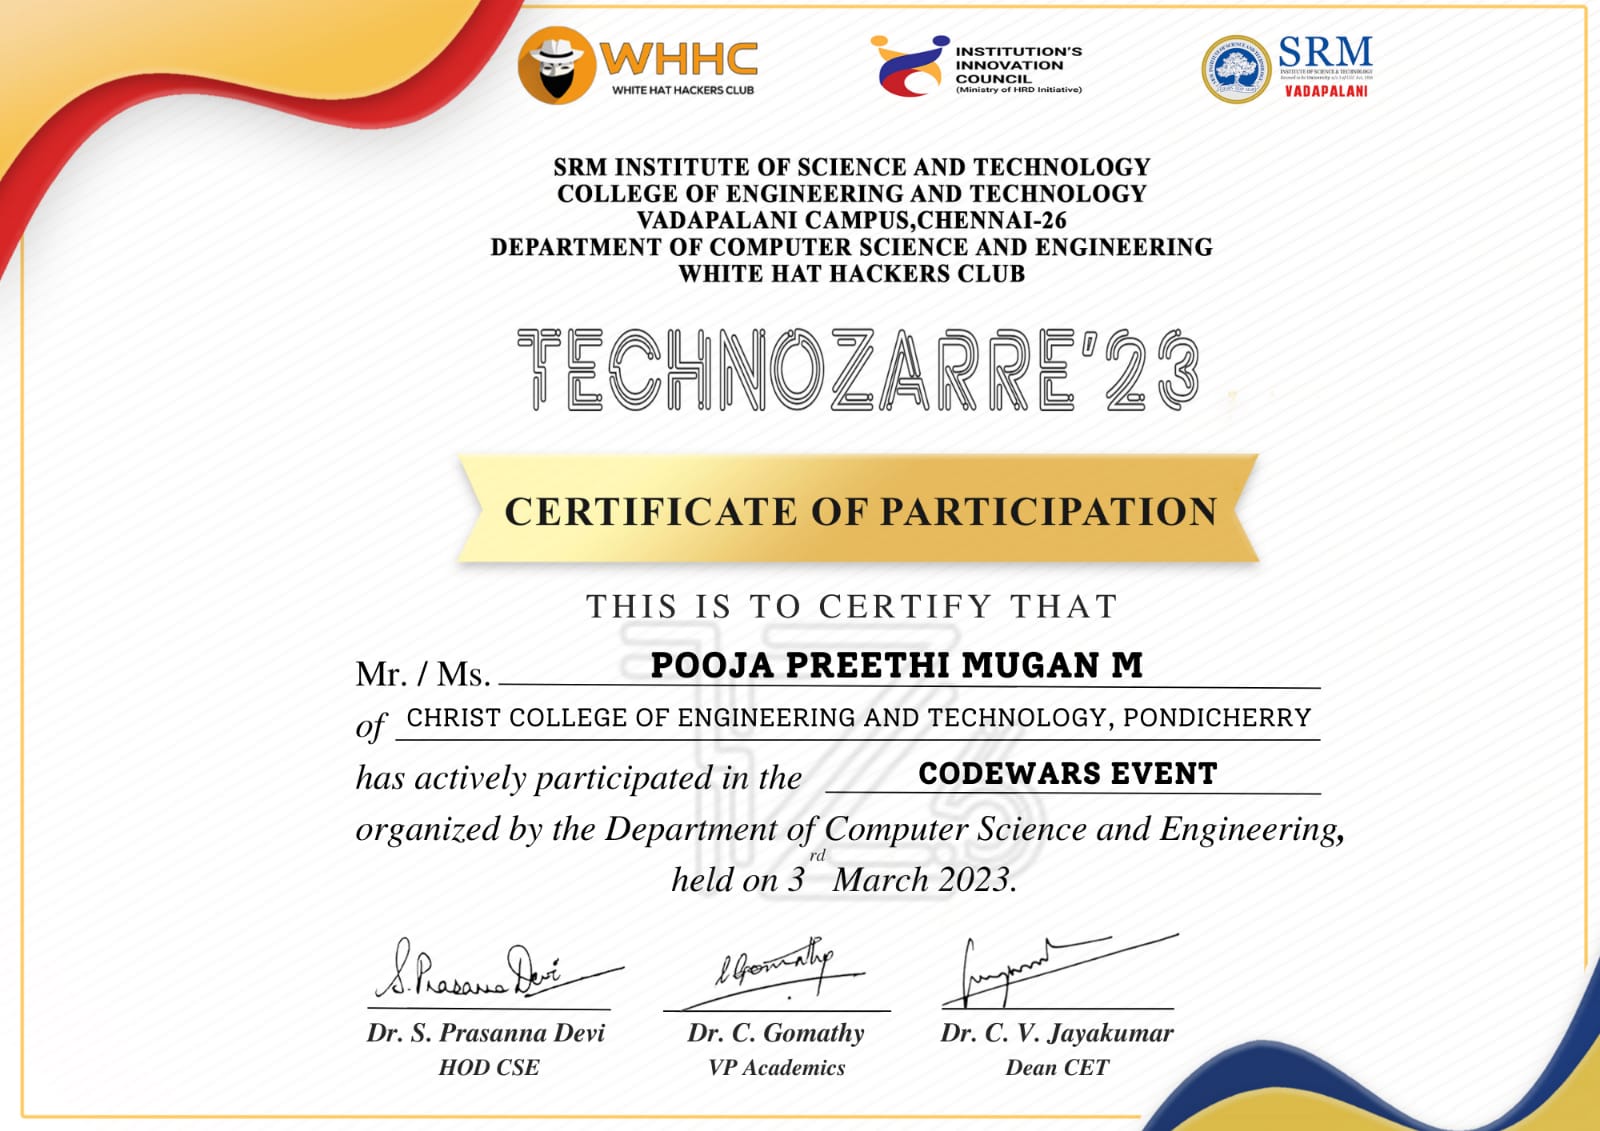 WHHC
WHITE HAT HACKERS CLUB
INSTITUTION'S
INNOVATION
COUNCIL
(Ministry of HRD Initiative)
SRM
INSTITUTE OF SCIENCE & TECHNOLOGY
VADAPALANI
SRM INSTITUTE OF SCIENCE AND TECHNOLOGY
COLLEGE OF ENGINEERING AND TECHNOLOGY
VADAPALANI CAMPUS,CHENNAI-26
DEPARTMENT OF COMPUTER SCIENCE AND ENGINEERING
WHITE HAT HACKERS CLUB
TECHNOZARRE'23
CERTIFICATE OF PARTICIPATION
THIS IS TO CERTIFY THAT
Mr. / Ms. POOJA PREETHI MUGAN M
of CHRIST COLLEGE OF ENGINEERING AND TECHNOLOGY, PONDICHERRY
has actively participated in the CODEWARS EVENT
organized by the Department of Computer Science and Engineering,
held on 3rd March 2023.
S. Prasanna Devi
Dr. S. Prasanna Devi Dr. C. Gomathy Dr. C. V. Jayakumar
HOD CSE VP Academics Dean CET